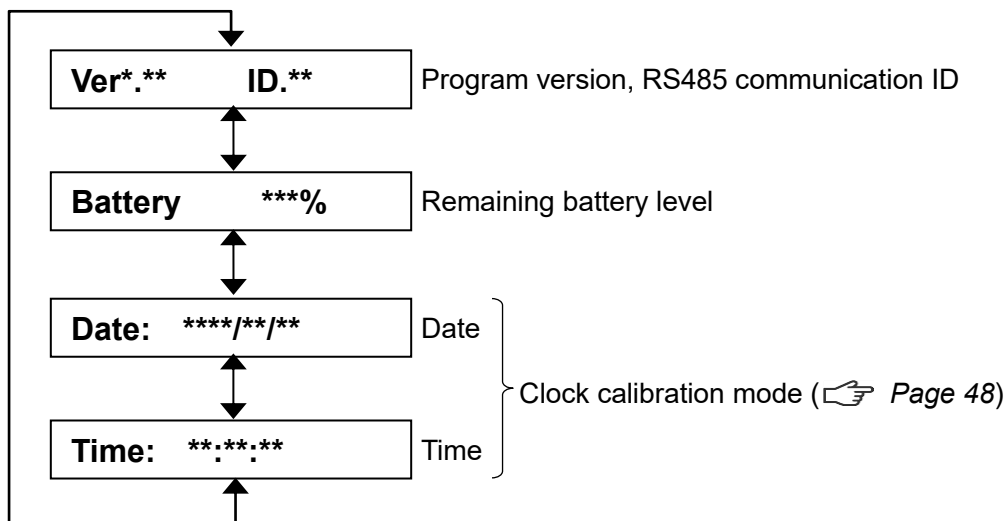 Ver*.** ID.** Program version, RS485 communication ID
Battery ***% Remaining battery level
Date: ****/**/** Date
Clock calibration mode (☞ Page 48)
Time: **:**:** Time